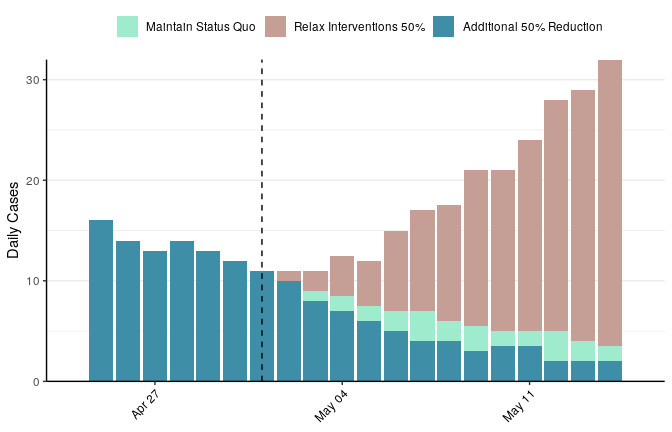 Maintain Status Quo Relax Interventions 50% Additional 50% Reduction
Daily Cases
30
20
10
0
Apr 27
May 04
May 11